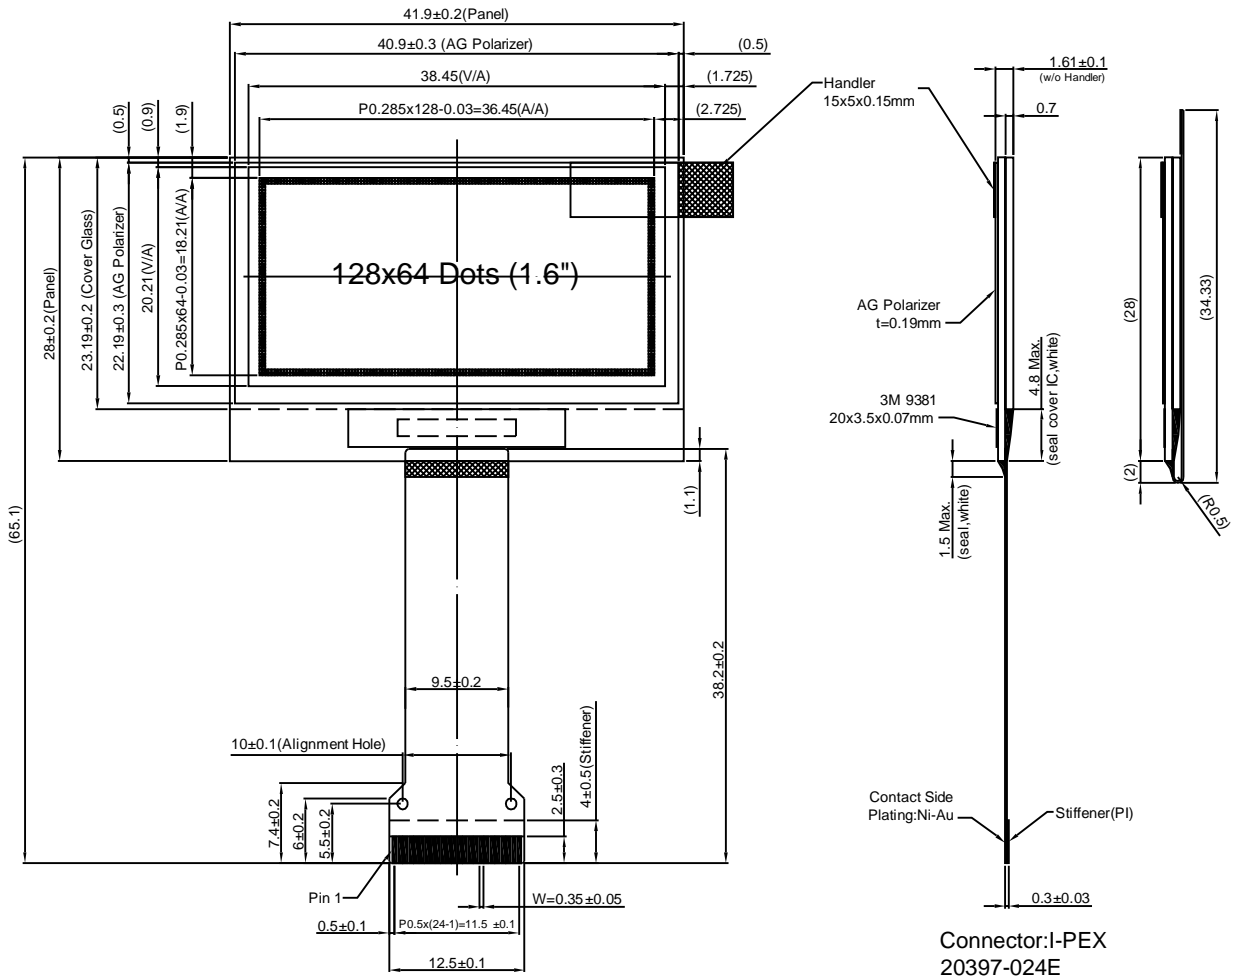 41.9±0.2(Panel)
40.9±0.3 (AG Polarizer)
(0.5)
38.45(V/A)
(1.725)
P0.285x128-0.03=36.45(A/A)
(2.725)
(0.5)
(0.9)
(1.9)
Handler
15x5x0.15mm
1.61±0.1
(w/o Handler)
0.7
28±0.2(Panel)
23.19±0.2 (Cover Glass)
22.19±0.3 (AG Polarizer)
20.21(V/A)
P0.285x64-0.03=18.21(A/A)
128x64 Dots (1.6")
AG Polarizer
t=0.19mm
(28)
(34.33)
3M 9381
20x3.5x0.07mm
4.8 Max.
(seal cover IC,white)
(1.1)
1.5 Max.
(seal,white)
(2)
(R0.5)
(65.1)
38.2±0.2
9.5±0.2
10±0.1(Alignment Hole)
7.4±0.2
6±0.2
5.5±0.2
2.5±0.3
4±0.5(Stiffener)
Contact Side
Plating:Ni-Au
Stiffener(PI)
Pin 1
W=0.35±0.05
0.5±0.1
P0.5x(24-1)=11.5 ±0.1
12.5±0.1
0.3±0.03
Connector:I-PEX
20397-024E